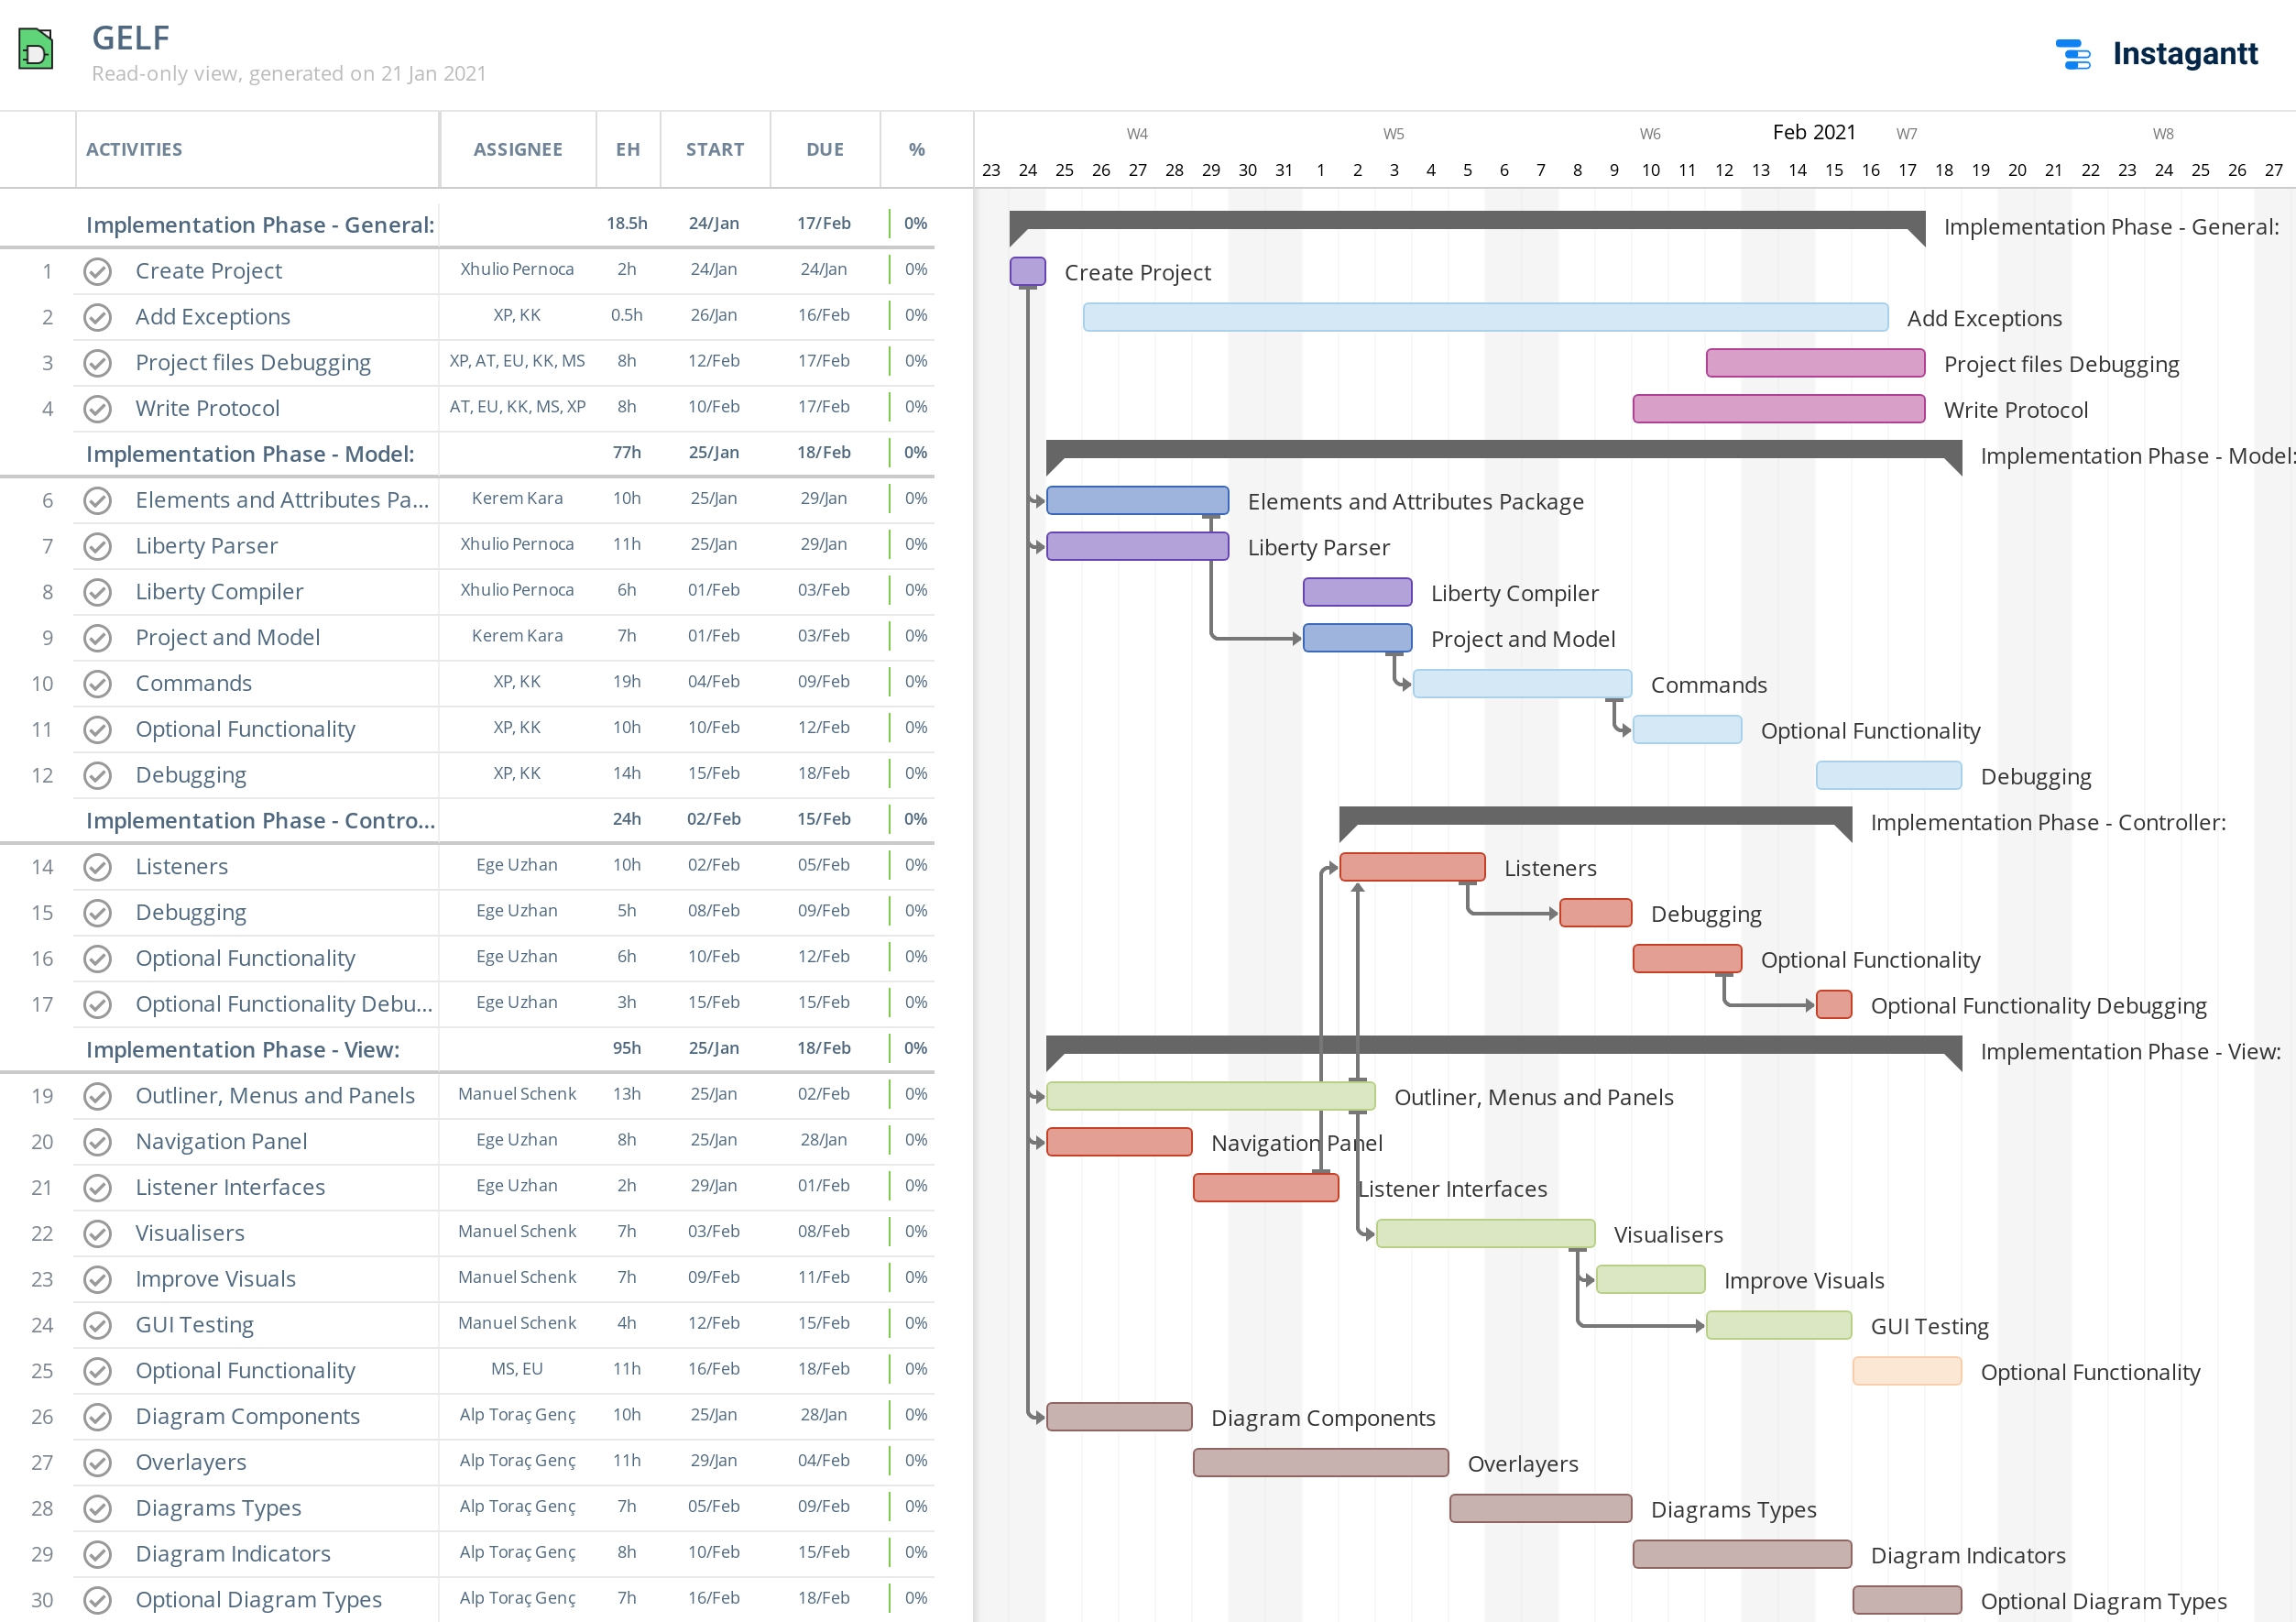 GELF
Read-only view, generated on 21 Jan 2021
Instagantt
ACTIVITIES ASSIGNEE EH START DUE %
W4 W5 W6 Feb 2021 W7 W8
23 24 25 26 27 28 29 30 31 1 2 3 4 5 6 7 8 9 10 11 12 13 14 15 16 17 18 19 20 21 22 23 24 25 26 27
Implementation Phase - General: 18.5h 24/Jan 17/Feb 0% Implementation Phase - General:
1 Create Project Xhulio Pernoca 2h 24/Jan 24/Jan 0% Create Project
2 Add Exceptions XP, KK 0.5h 26/Jan 16/Feb 0% Add Exceptions
3 Project files Debugging XP, AT, EU, KK, MS 8h 12/Feb 17/Feb 0% Project files Debugging
4 Write Protocol AT, EU, KK, MS, XP 8h 10/Feb 17/Feb 0% Write Protocol
Implementation Phase - Model: 77h 25/Jan 18/Feb 0% Implementation Phase - Model:
6 Elements and Attributes Pa... Kerem Kara 10h 25/Jan 29/Jan 0% Elements and Attributes Package
7 Liberty Parser Xhulio Pernoca 11h 25/Jan 29/Jan 0% Liberty Parser
8 Liberty Compiler Xhulio Pernoca 6h 01/Feb 03/Feb 0% Liberty Compiler
9 Project and Model Kerem Kara 7h 01/Feb 03/Feb 0% Project and Model
10 Commands XP, KK 19h 04/Feb 09/Feb 0% Commands
11 Optional Functionality XP, KK 10h 10/Feb 12/Feb 0% Optional Functionality
12 Debugging XP, KK 14h 15/Feb 18/Feb 0% Debugging
Implementation Phase - Contro... 24h 02/Feb 15/Feb 0% Implementation Phase - Controller:
14 Listeners Ege Uzhan 10h 02/Feb 05/Feb 0% Listeners
15 Debugging Ege Uzhan 5h 08/Feb 09/Feb 0% Debugging
16 Optional Functionality Ege Uzhan 6h 10/Feb 12/Feb 0% Optional Functionality
17 Optional Functionality Debu... Ege Uzhan 3h 15/Feb 15/Feb 0% Optional Functionality Debugging
Implementation Phase - View: 95h 25/Jan 18/Feb 0% Implementation Phase - View:
19 Outliner, Menus and Panels Manuel Schenk 13h 25/Jan 02/Feb 0% Outliner, Menus and Panels
20 Navigation Panel Ege Uzhan 8h 25/Jan 28/Jan 0% Navigation Panel
21 Listener Interfaces Ege Uzhan 2h 29/Jan 01/Feb 0% Listener Interfaces
22 Visualisers Manuel Schenk 7h 03/Feb 08/Feb 0% Visualisers
23 Improve Visuals Manuel Schenk 7h 09/Feb 11/Feb 0% Improve Visuals
24 GUI Testing Manuel Schenk 4h 12/Feb 15/Feb 0% GUI Testing
25 Optional Functionality MS, EU 11h 16/Feb 18/Feb 0% Optional Functionality
26 Diagram Components Alp Toraç Genç 10h 25/Jan 28/Jan 0% Diagram Components
27 Overlayers Alp Toraç Genç 11h 29/Jan 04/Feb 0% Overlayers
28 Diagrams Types Alp Toraç Genç 7h 05/Feb 09/Feb 0% Diagrams Types
29 Diagram Indicators Alp Toraç Genç 8h 10/Feb 15/Feb 0% Diagram Indicators
30 Optional Diagram Types Alp Toraç Genç 7h 16/Feb 18/Feb 0% Optional Diagram Types